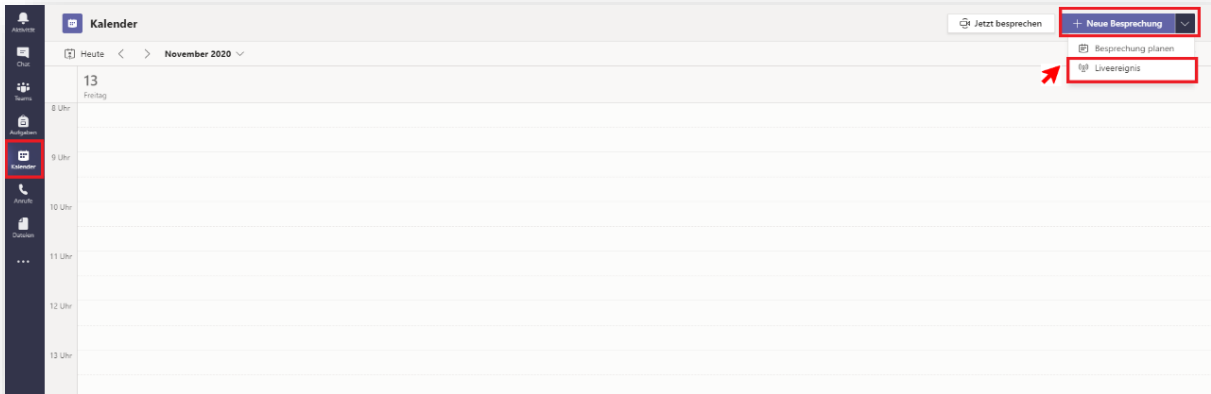 Aktivität
Chat
Teams
Aufgaben
Kalender
Anrufe
Dateien
Kalender
Jetzt besprechen
+ Neue Besprechung
Besprechung planen
Liveereignis
Heute
November 2020
13
Freitag
8 Uhr
9 Uhr
10 Uhr
11 Uhr
12 Uhr
13 Uhr